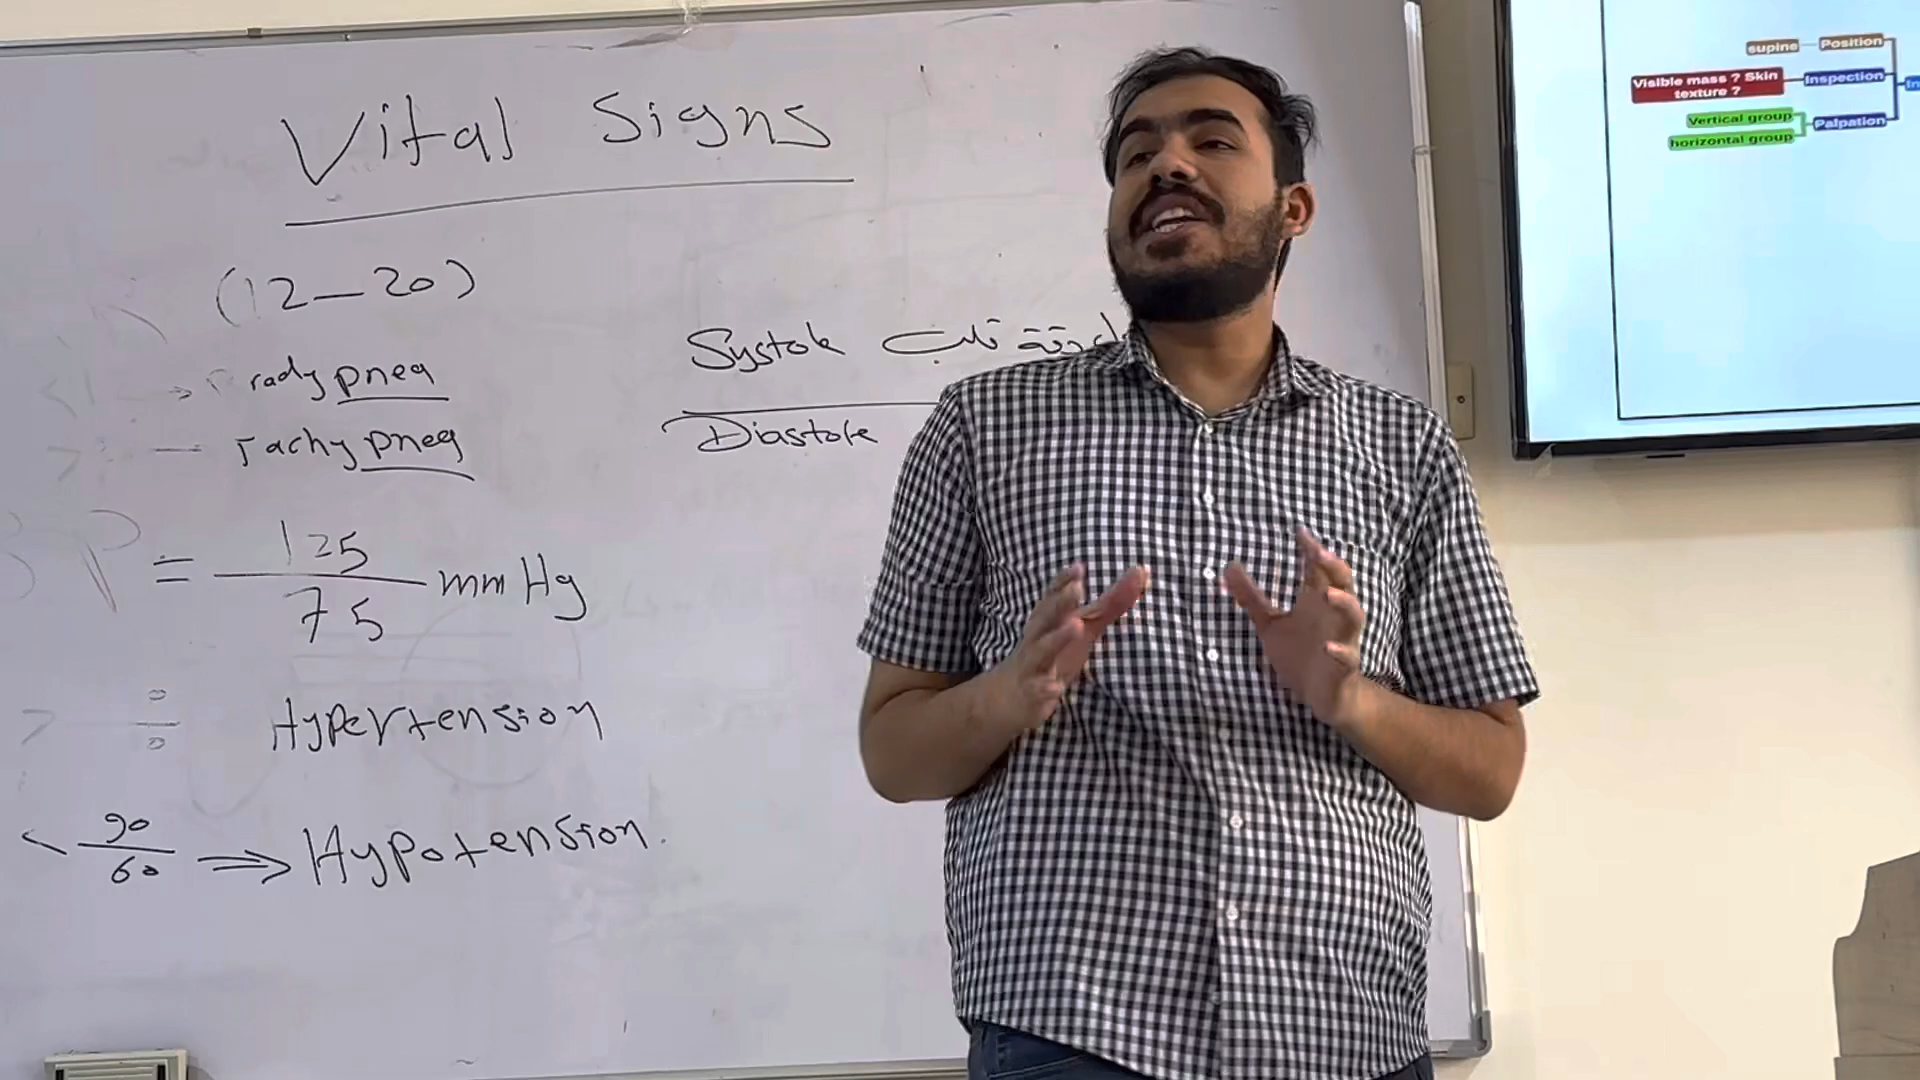 Vital Signs
(12-20)
radypnea
Tachypnea
BP = 125/75 mmHg
> Hypertension
< 90/60 ⇒ Hypotension.
Systole
Diastole
supine
Position
Visible mass ? Skin
texture ?
Inspection
Vertical group
horizontal group
Palpation